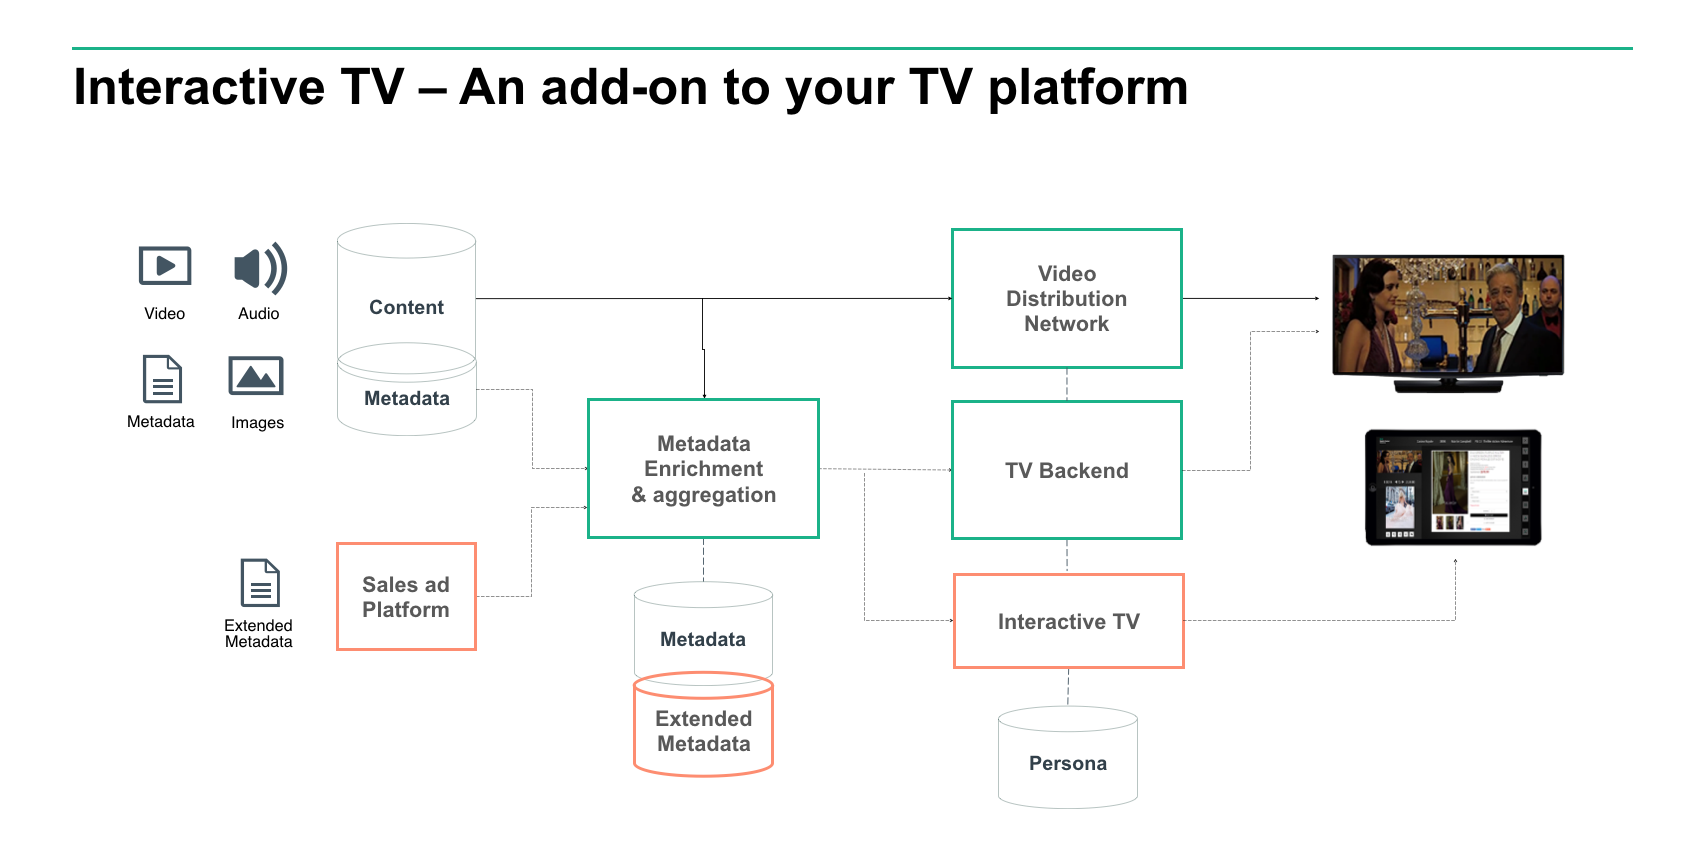 Interactive TV – An add-on to your TV platform
Video
Audio
Metadata
Images
Content
Metadata
Extended
Metadata
Sales ad
Platform
Metadata
Enrichment
& aggregation
Metadata
Extended
Metadata
Video
Distribution
Network
TV Backend
Interactive TV
Persona